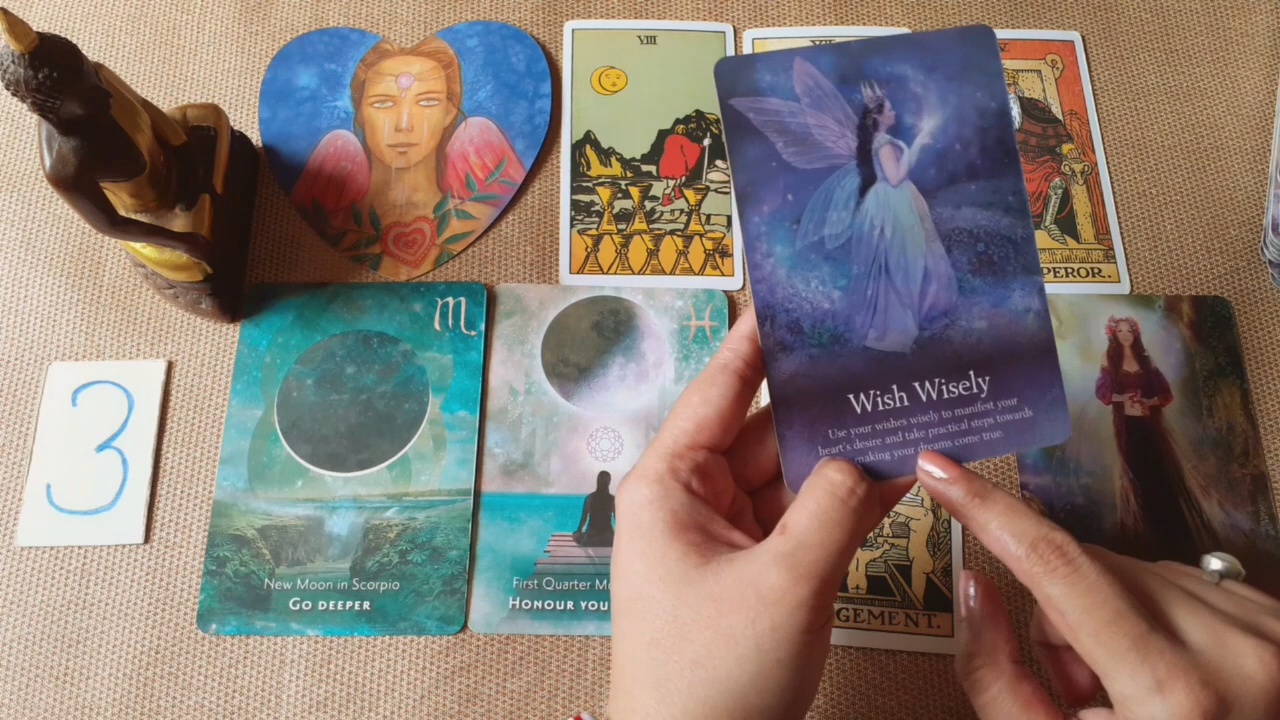 VIII
VII
V
PEROR.
Wish Wisely
Use your wishes wisely to manifest your
heart's desire and take practical steps towards
making your dreams come true.
♏
♓
3
New Moon in Scorpio
GO DEEPER
First Quarter Mo
HONOUR YOU
GEMENT.